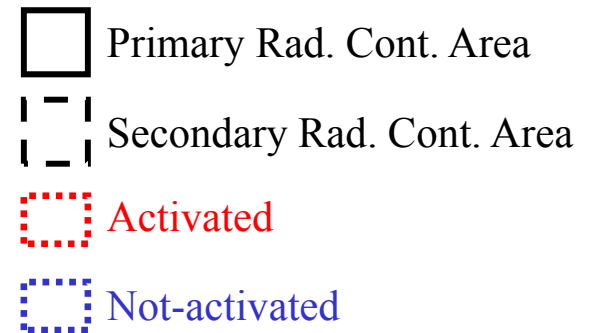 Primary Rad. Cont. Area
Secondary Rad. Cont. Area
Activated
Not-activated